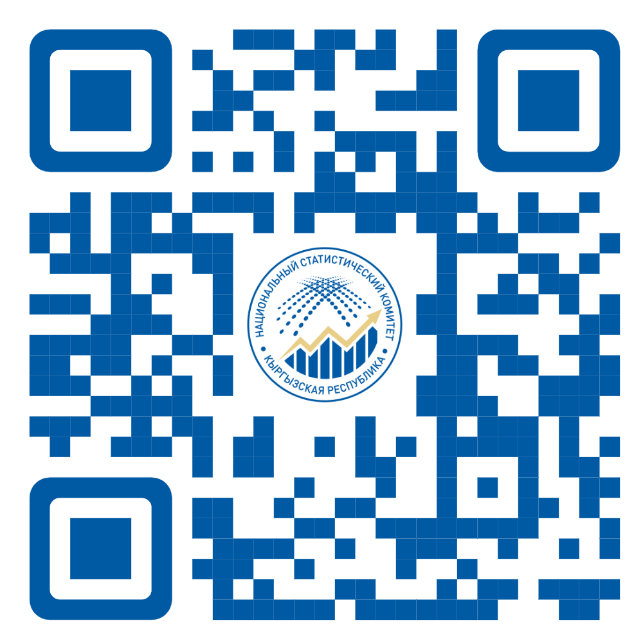 НАЦИОНАЛЬНЫЙ СТАТИСТИЧЕСКИЙ КОМИТЕТ
КЫРГЫЗСКАЯ РЕСПУБЛИКА